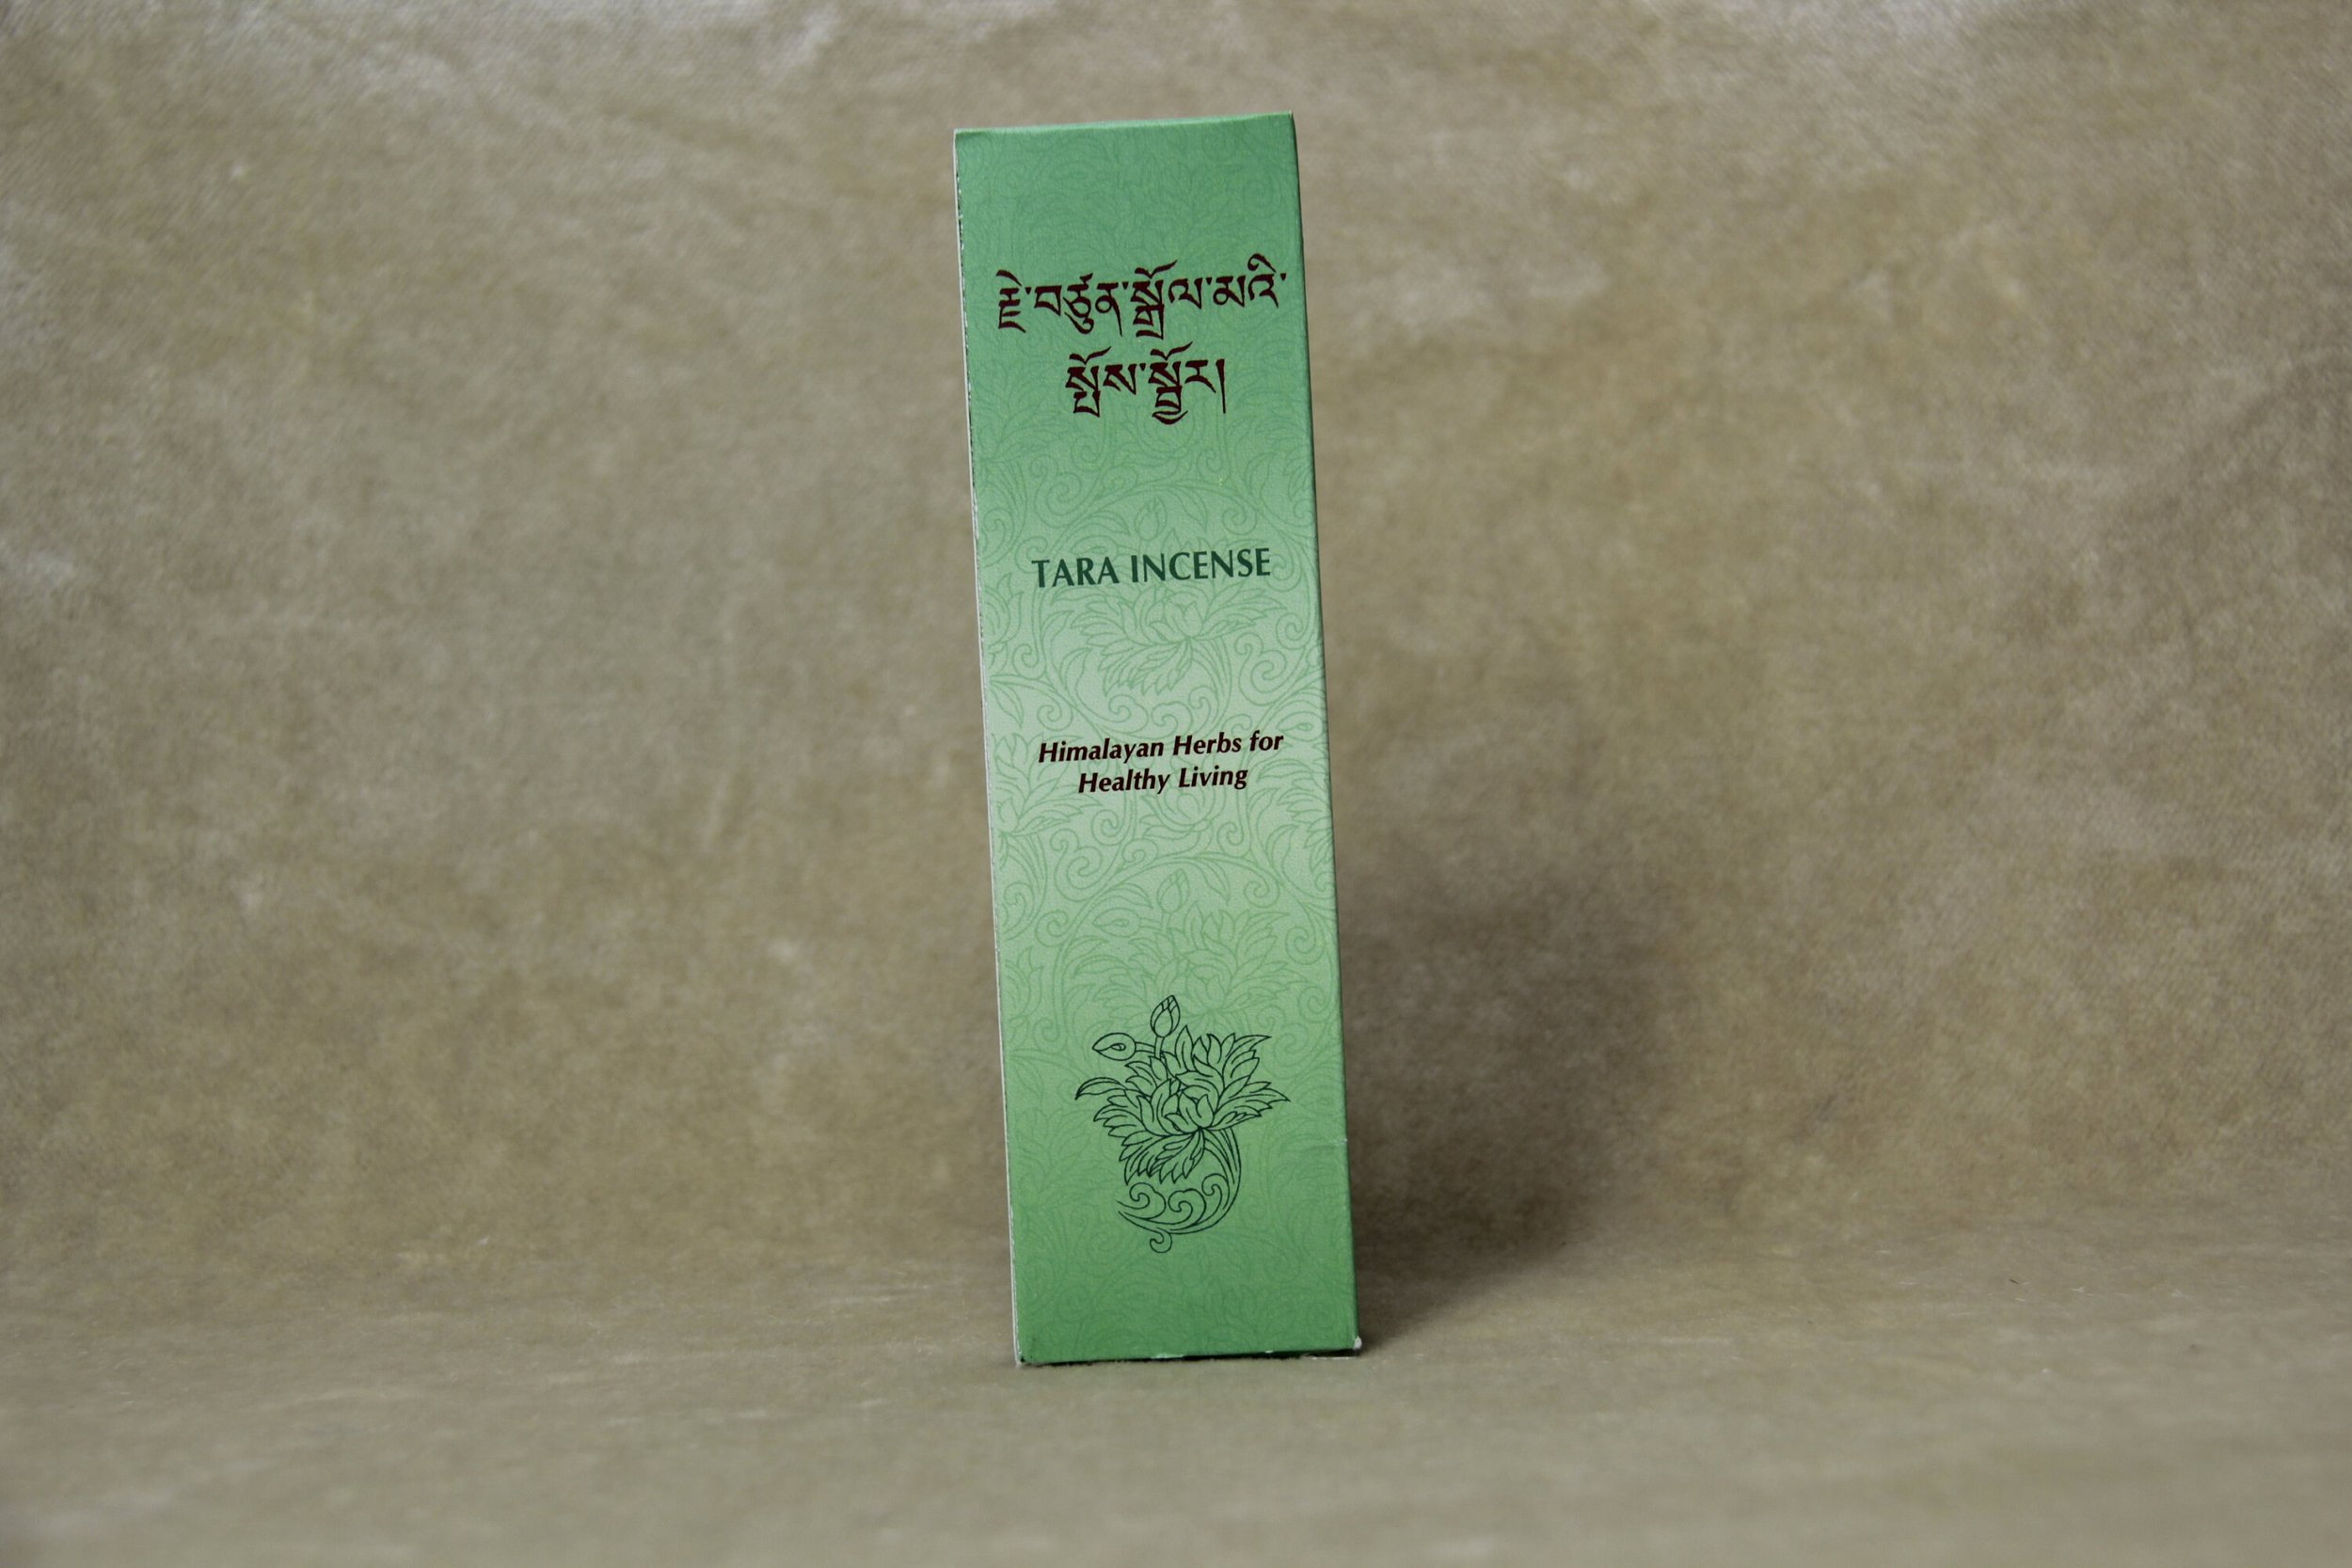 རྗེ་བཙུན་སྒྲོལ་མའི་
སྤོས་སྦྱོར།
TARA INCENSE
Himalayan Herbs for
Healthy Living